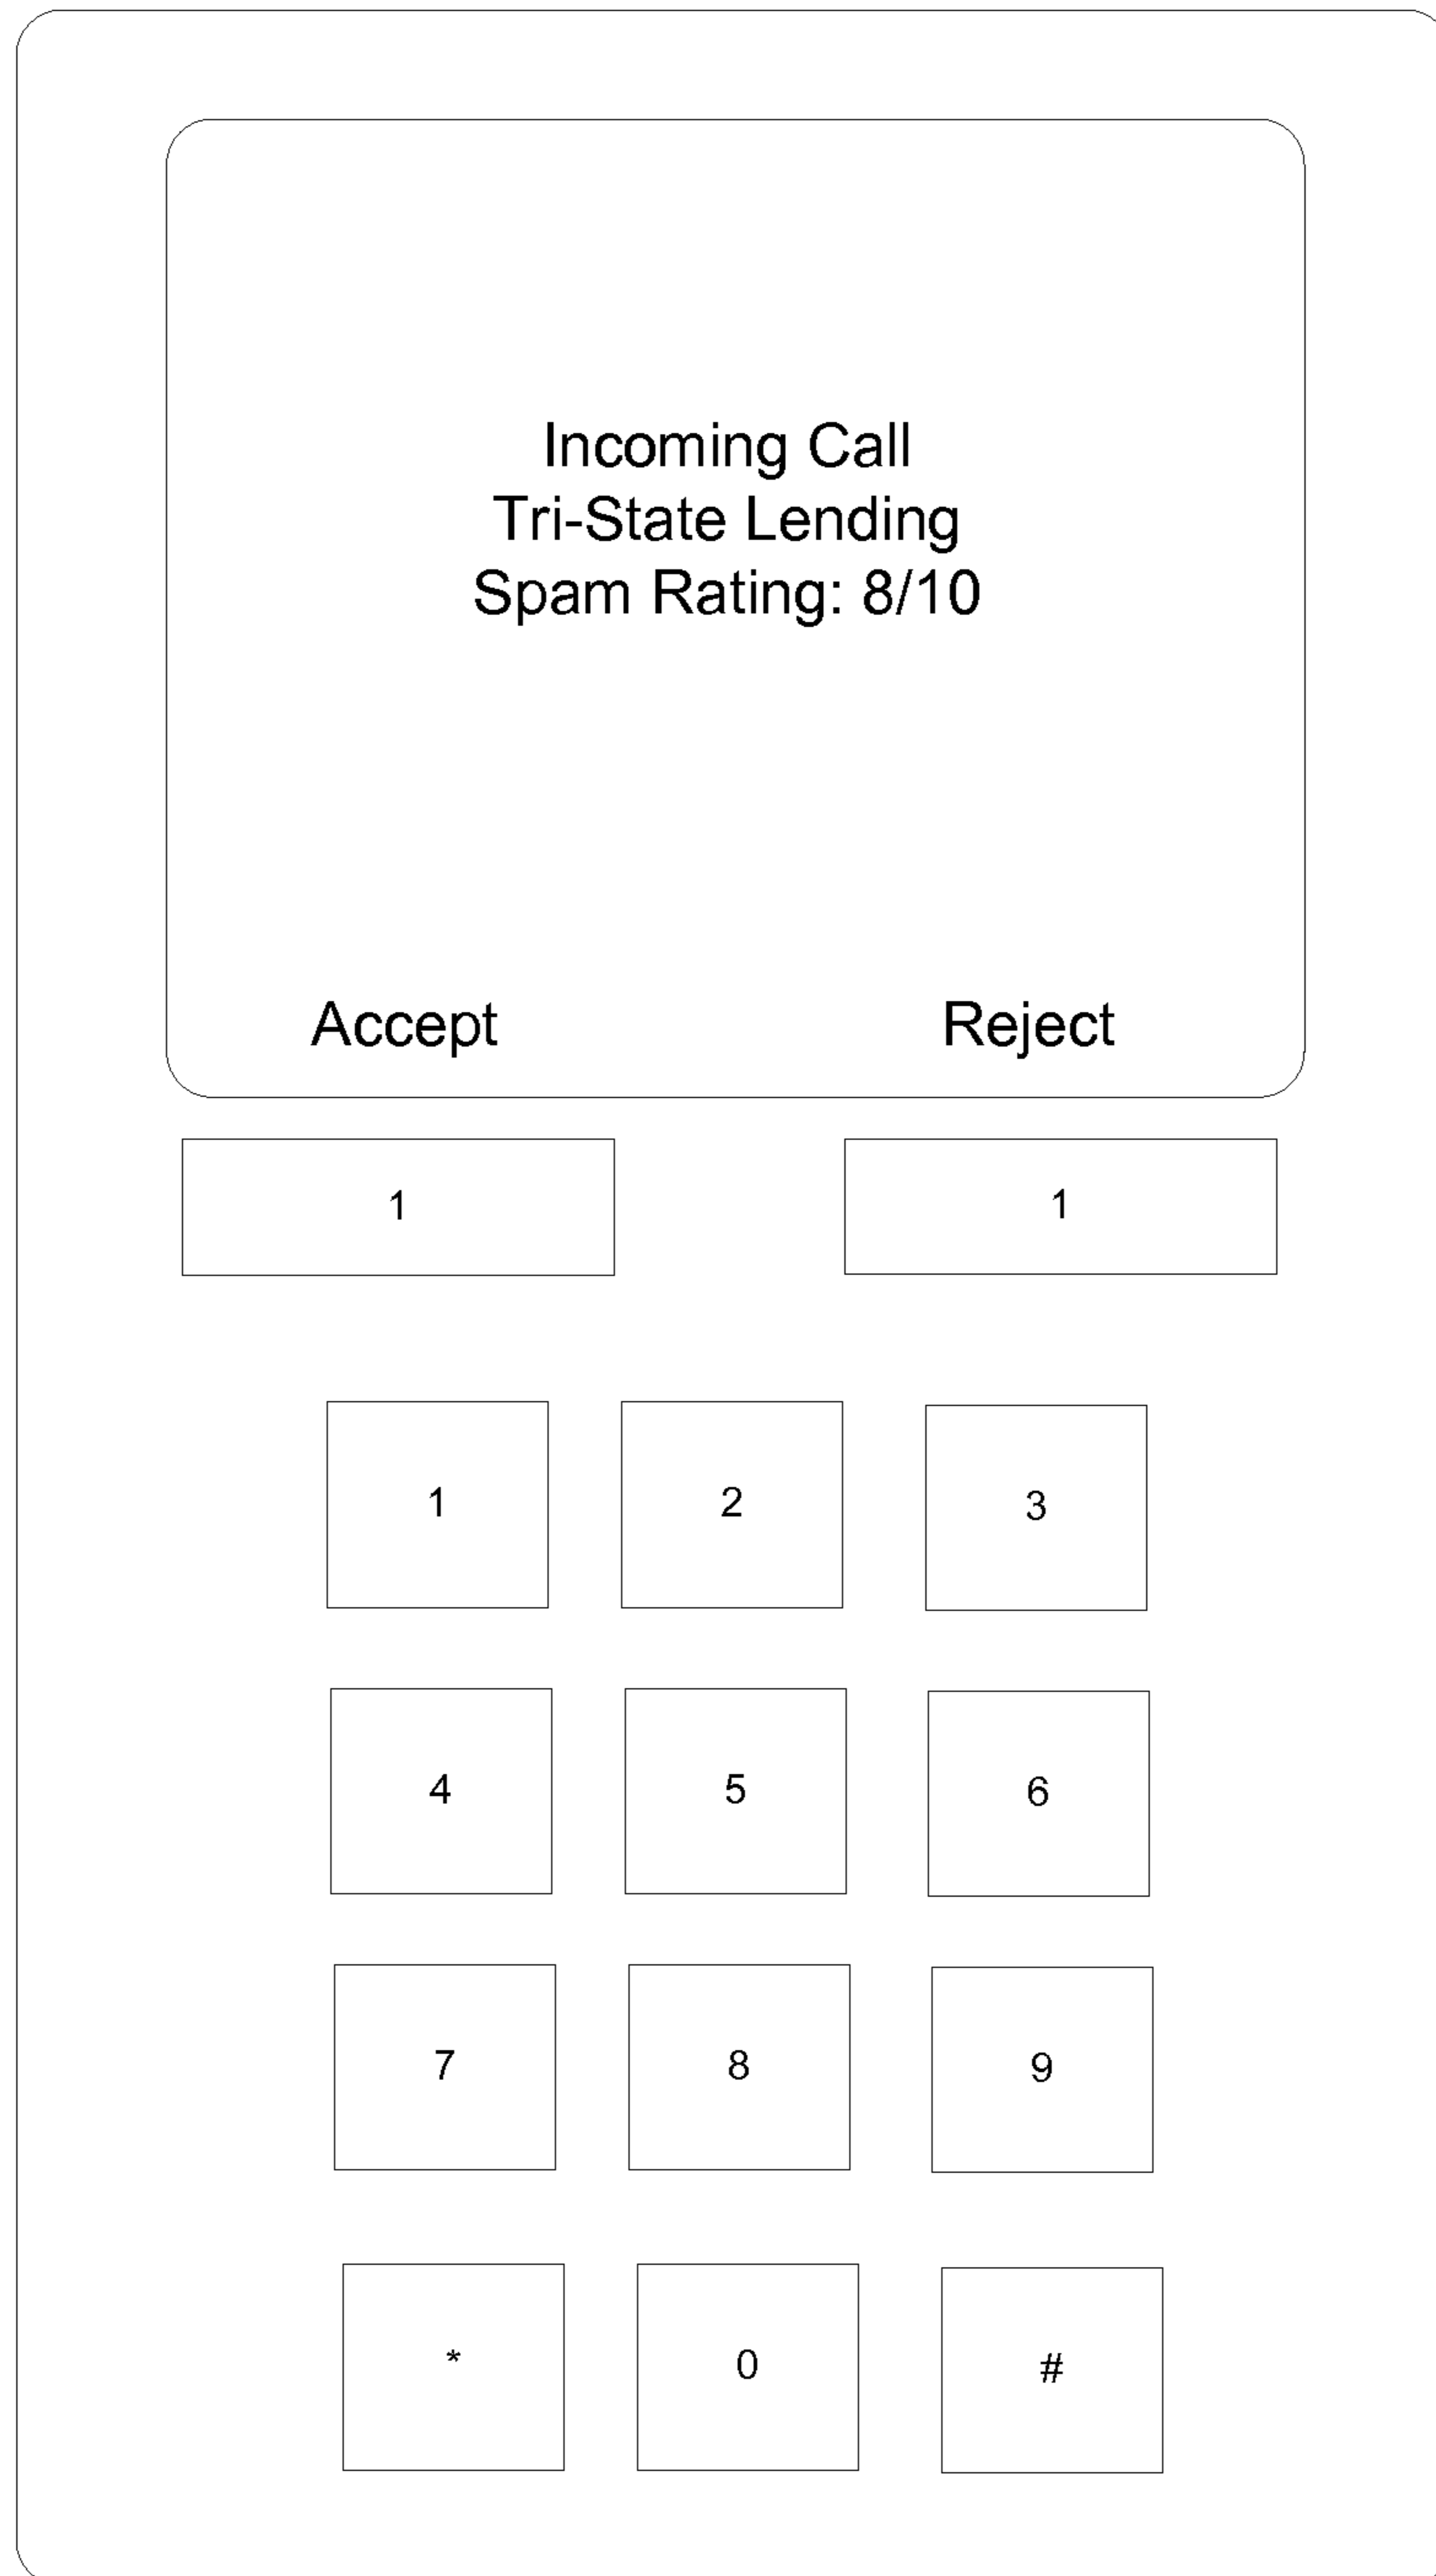 Incoming Call
Tri-State Lending
Spam Rating: 8/10
Accept Reject
1 1
1 2 3
4 5 6
7 8 9
* 0 #